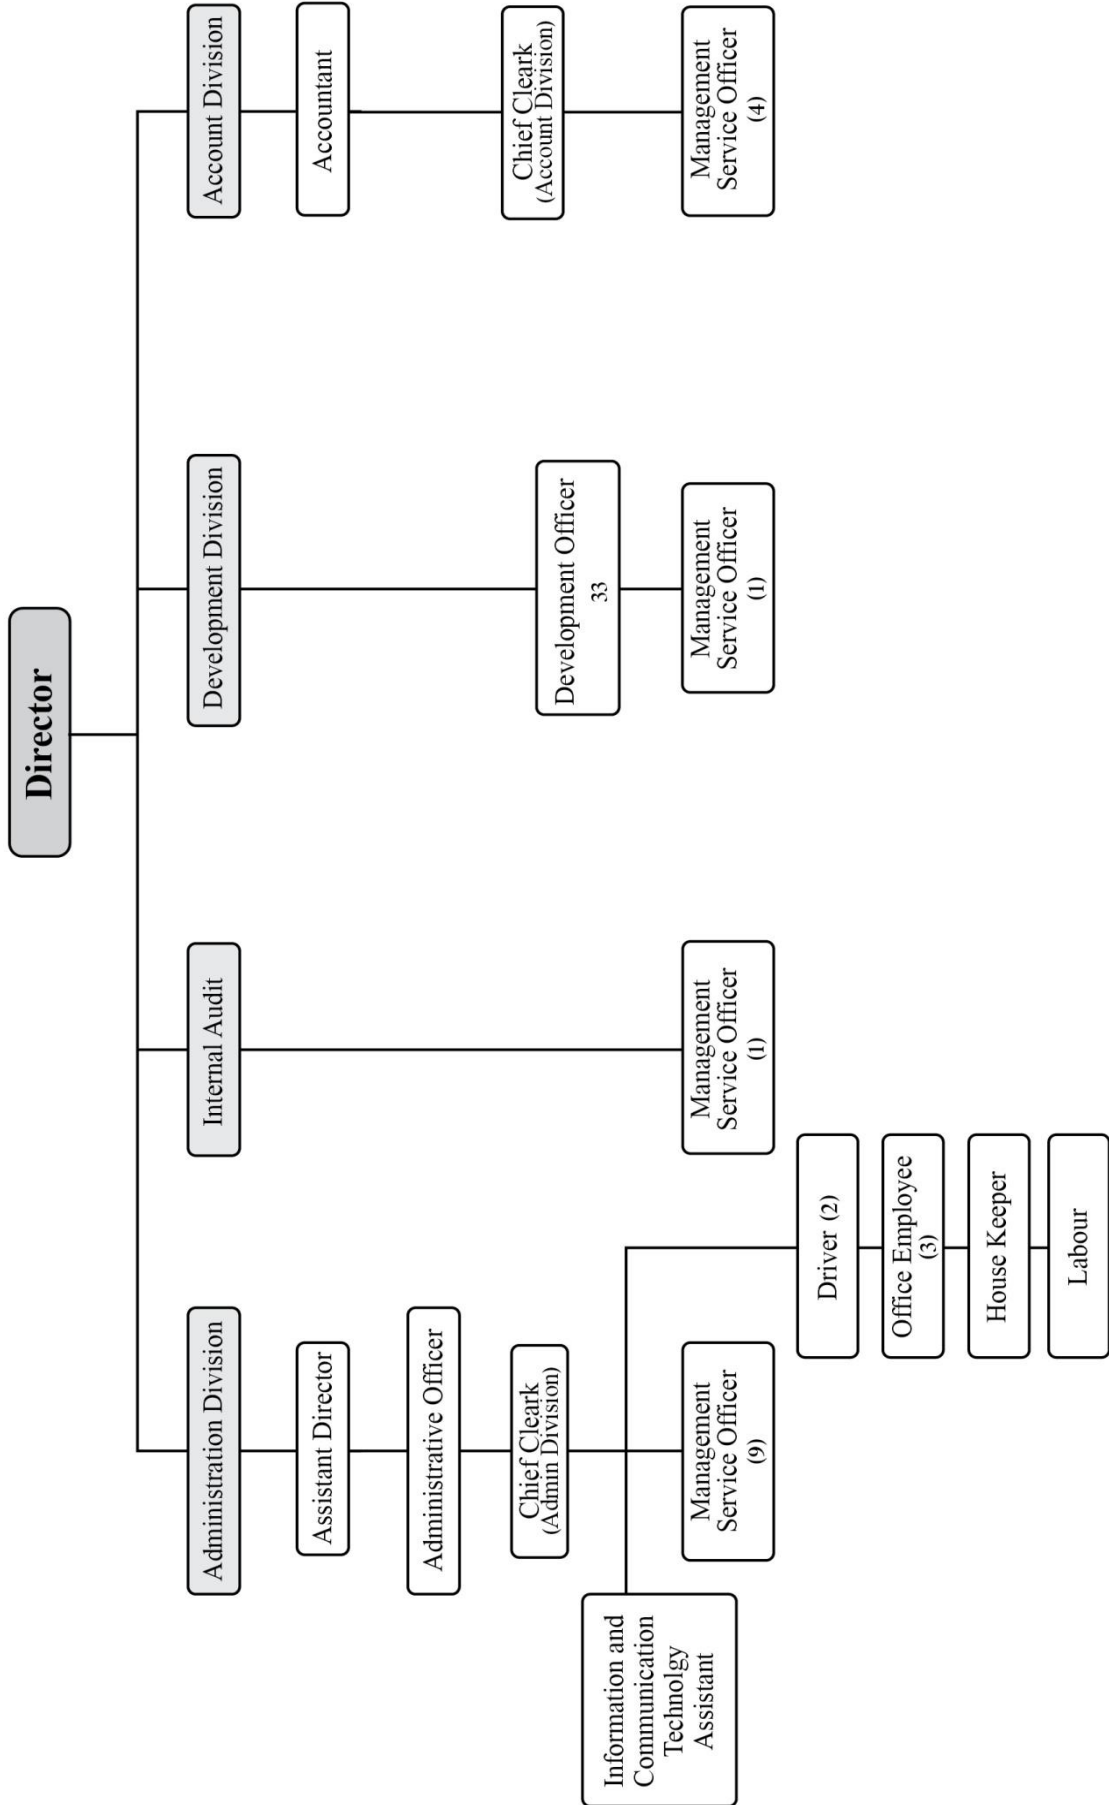 Director
Administration Division
Internal Audit
Development Division
Account Division
Assistant Director
Accountant
Administrative Officer
Chief Cleark
(Admin Division)
Development Officer
33
Chief Cleark
(Account Division)
Information and
Communication
Technolgy
Assistant
Management
Service Officer
(9)
Management
Service Officer
(1)
Management
Service Officer
(1)
Management
Service Officer
(4)
Driver (2)
Office Employee
(3)
House Keeper
Labour